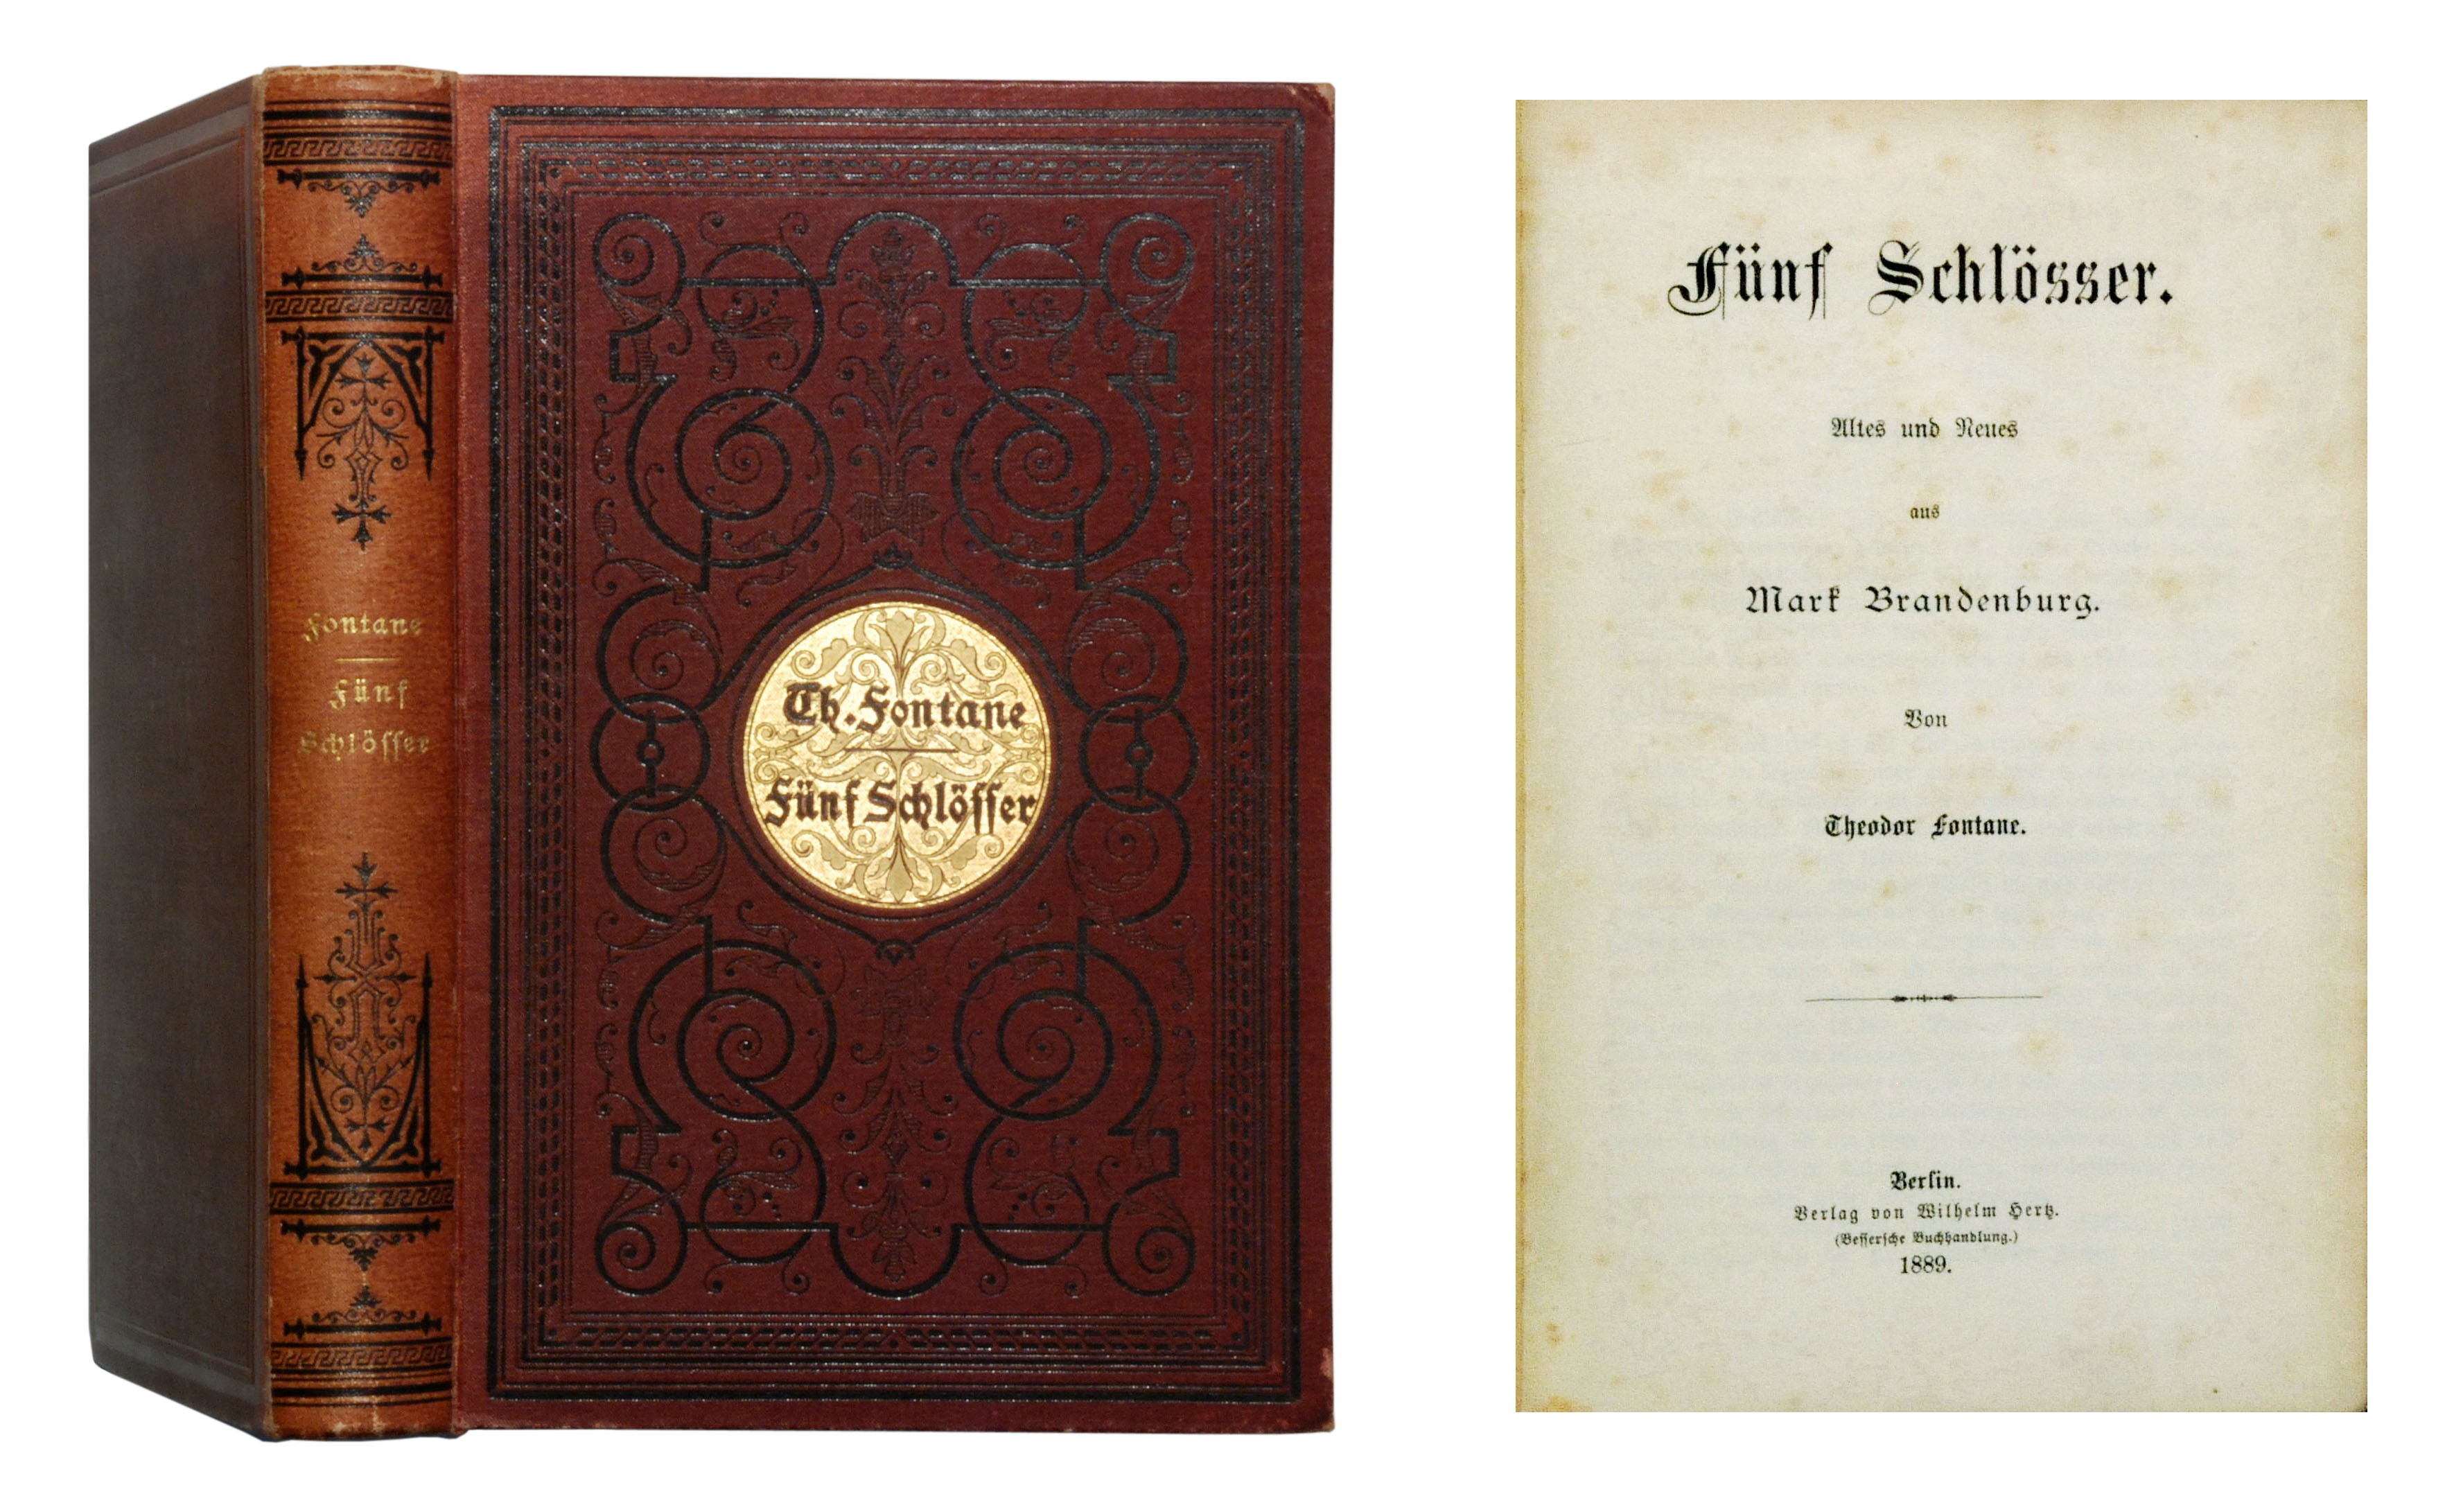 Fontane
Fünf
Schlösser
Th. Fontane
Fünf Schlösser
Fünf Schlösser.
Altes und Neues
aus
Mark Brandenburg.
Von
Theodor Fontane.
Berlin.
Verlag von Wilhelm Hertz.
(Bessersche Buchhandlung.)
1889.